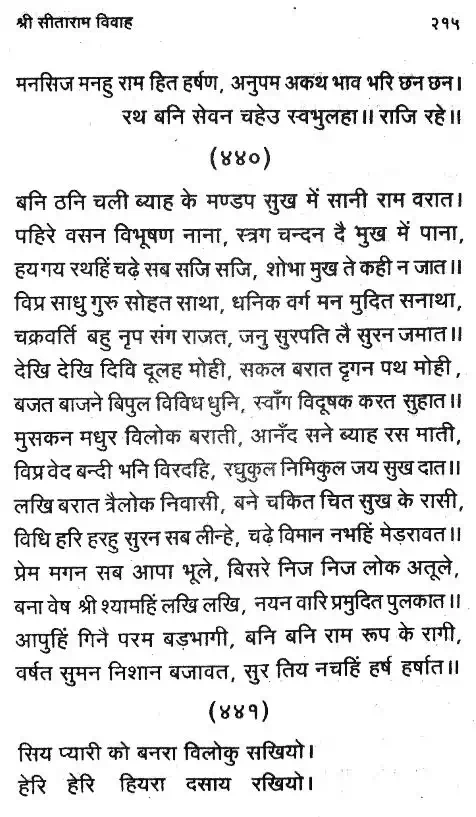 श्री सीताराम विवाह २१५
मनसिज मनहु राम हित हर्षण, अनुपम अकथ भाव भरि छन छन।
रथ बनि सेवन चहेउ स्वभुलहा॥ राजि रहे॥
(४४०)
बनि ठनि चली ब्याह के मण्डप सुख में सानी राम वरात।
पहिरे वसन विभूषण नाना, स्त्रग चन्दन दै मुख में पाना,
हय गय रथहिं चढ़े सब सजि सजि, शोभा मुख ते कही न जात॥
विप्र साधु गुरु सोहत साथा, धनिक वर्ग मन मुदित सनाथा,
चक्रवर्ति बहु नृप संग राजत, जनु सुरपति लै सुरन जमात॥
देखि देखि दिवि दूलह मोही, सकल बरात दृगन पथ मोही,
बजत बाजने बिपुल विविध धुनि, स्वाँग विदूषक करत सुहात॥
मुसकन मधुर विलोक बराती, आनँद सने ब्याह रस माती,
विप्र वेद बन्दी भनि विरदहि, रघुकुल निमिकुल जय सुख दात॥
लखि बरात त्रैलोक निवासी, बने चकित चित सुख के रासी,
विधि हरि हरहु सुरन सब लीन्हे, चढ़े विमान नभहिं मेड़रावत॥
प्रेम मगन सब आपा भूले, बिसरे निज निज लोक अतूले,
बना वेष श्री श्यामहिं लखि लखि, नयन वारि प्रमुदित पुलकात॥
आपुहिं गिनै परम बड़भागी, बनि बनि राम रूप के रागी,
वर्षत सुमन निशान बजावत, सुर तिय नचहिं हर्ष हर्षात॥
(४४१)
सिय प्यारी को बनरा विलोकु सखियो।
हेरि हेरि हियरा दसाय रखियो।